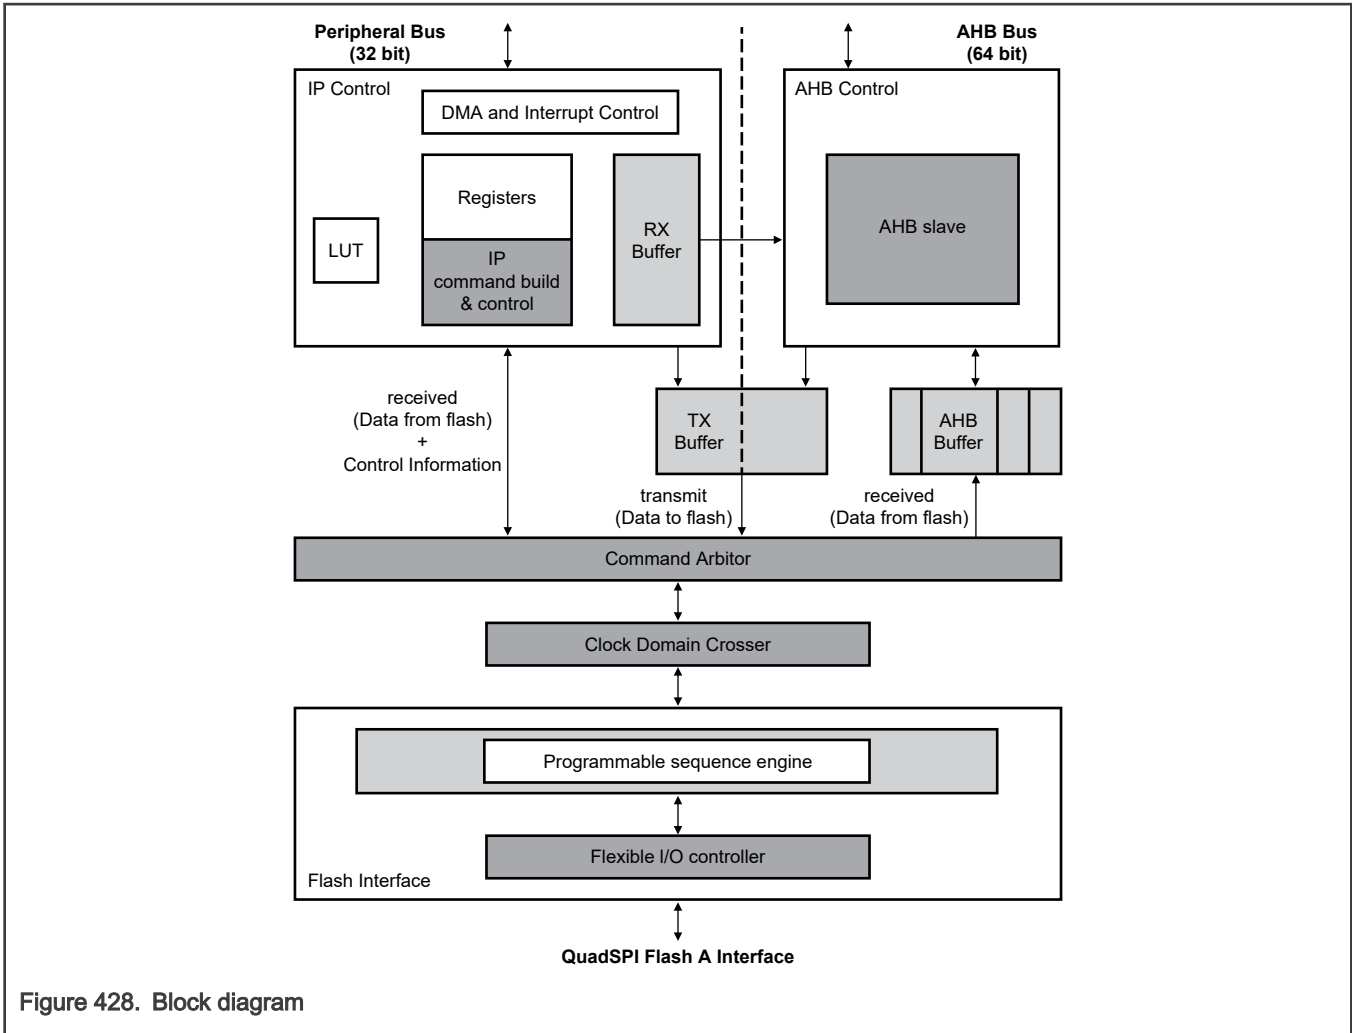 Peripheral Bus
(32 bit)
AHB Bus
(64 bit)
IP Control
DMA and Interrupt Control
Registers
LUT
IP
command build
& control
RX
Buffer
AHB Control
AHB slave
received
(Data from flash)
+
Control Information
TX
Buffer
AHB
Buffer
transmit
(Data to flash)
received
(Data from flash)
Command Arbitor
Clock Domain Crosser
Programmable sequence engine
Flexible I/O controller
Flash Interface
QuadSPI Flash A Interface
Figure 428. Block diagram